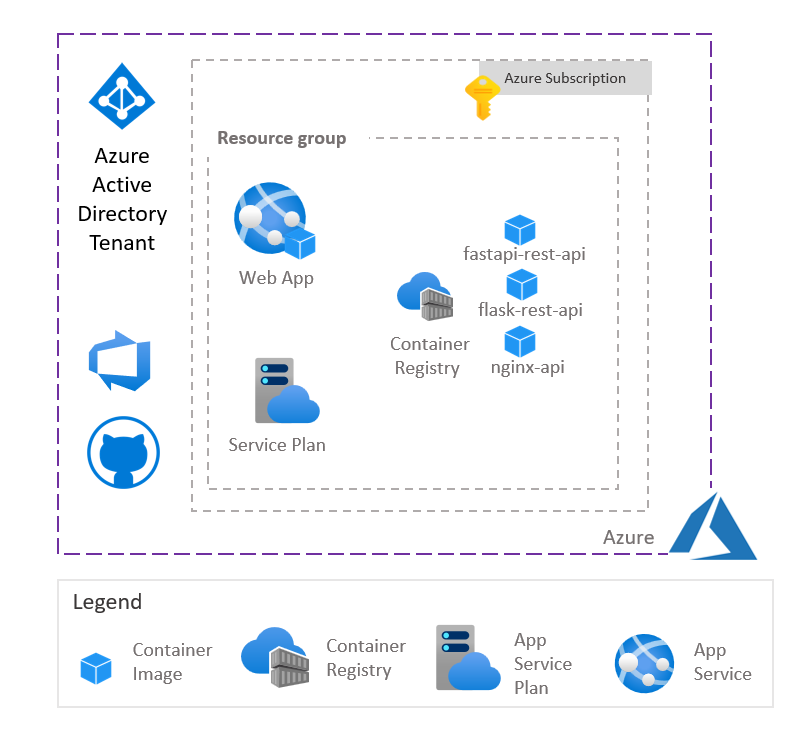 Azure Subscription
Azure
Active
Directory
Tenant
Resource group
Web App
fastapi-rest-api
flask-rest-api
Container
Registry
nginx-api
Service Plan
Azure
Legend
Container
Image
Container
Registry
App
Service
Plan
App
Service